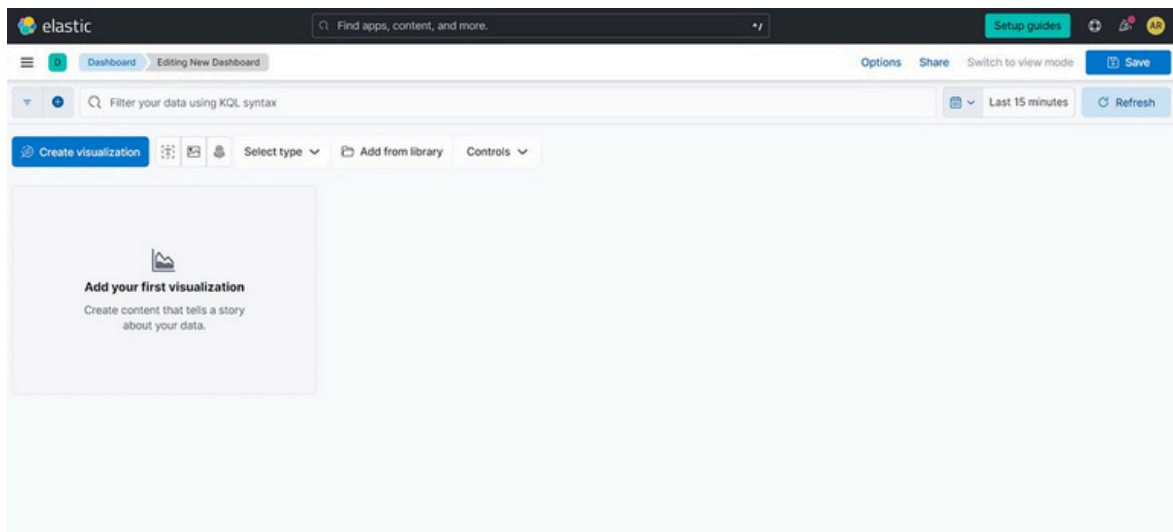 elastic
Find apps, content, and more.
Setup guides
AR
D
Dashboard
Editing New Dashboard
Options
Share
Switch to view mode
Save
Filter your data using KQL syntax
Last 15 minutes
Refresh
Create visualization
Select type
Add from library
Controls
Add your first visualization
Create content that tells a story
about your data.